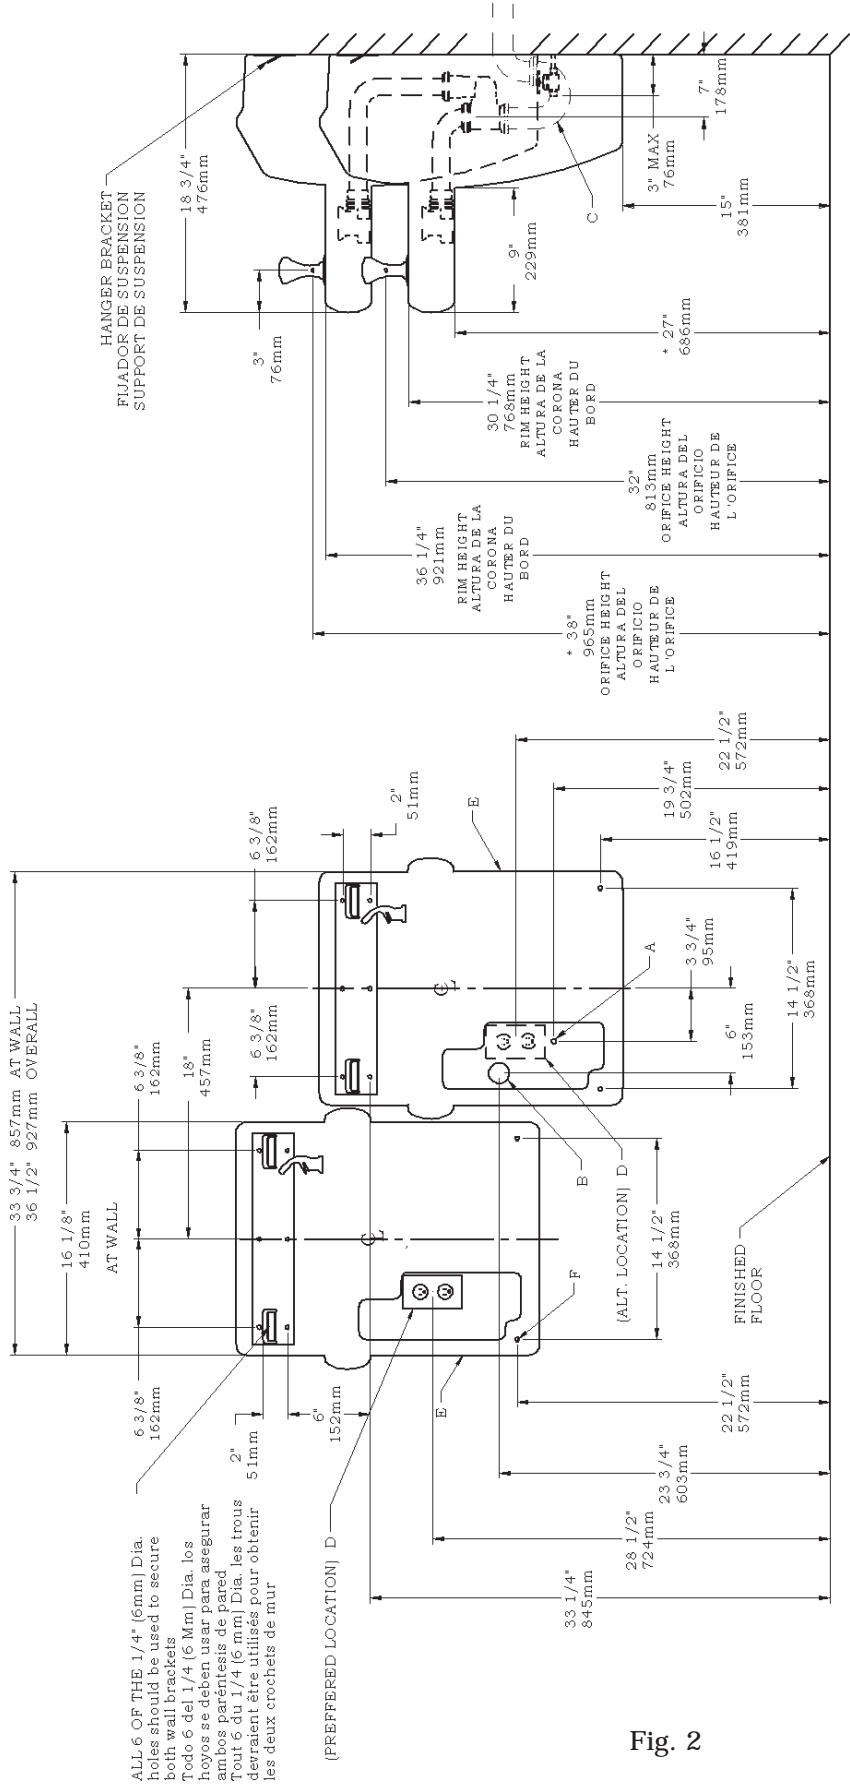 HANGER BRACKET
FIJADOR DE SUSPENSION
SUPPORT DE SUSPENSION
18 3/4"
476mm
3"
76mm
9"
229mm
C
7"
178mm
3" MAX
76mm
15"
381mm
* 27"
686mm
30 1/4"
768mm
RIM HEIGHT
ALTURA DE LA
CORONA
HAUTER DU
BORD
32"
813mm
ORIFICE HEIGHT
ALTURA DEL
ORIFICIO
HAUTEUR DE
L'ORIFICE
36 1/4"
921mm
RIM HEIGHT
ALTURA DE LA
CORONA
HAUTER DU
BORD
* 38"
965mm
ORIFICE HEIGHT
ALTURA DEL
ORIFICIO
HAUTEUR DE
L'ORIFICE
33 3/4" 857mm AT WALL
36 1/2" 927mm OVERALL
16 1/8"
410mm
AT WALL
6 3/8"
162mm
6 3/8"
162mm
18"
457mm
6 3/8"
162mm
6 3/8"
162mm
2"
51mm
2"
51mm
6"
152mm
E
E
CL
CL
A
B
F
22 1/2"
572mm
19 3/4"
502mm
16 1/2"
419mm
3 3/4"
95mm
6"
153mm
14 1/2"
368mm
14 1/2"
368mm
(ALT. LOCATION) D
(PREFFERED LOCATION) D
FINISHED
FLOOR
22 1/2"
572mm
23 3/4"
603mm
28 1/2"
724mm
33 1/4"
845mm
ALL 6 OF THE 1/4" (6mm) Dia.
holes should be used to secure
both wall brackets
Todo 6 del 1/4 (6 Mm) Dia. los
hoyos se deben usar para asegurar
ambos paréntesis de pared
Tout 6 du 1/4 (6 mm) Dia. les trous
devraient être utilisés pour obtenir
les deux crochets de mur
Fig. 2